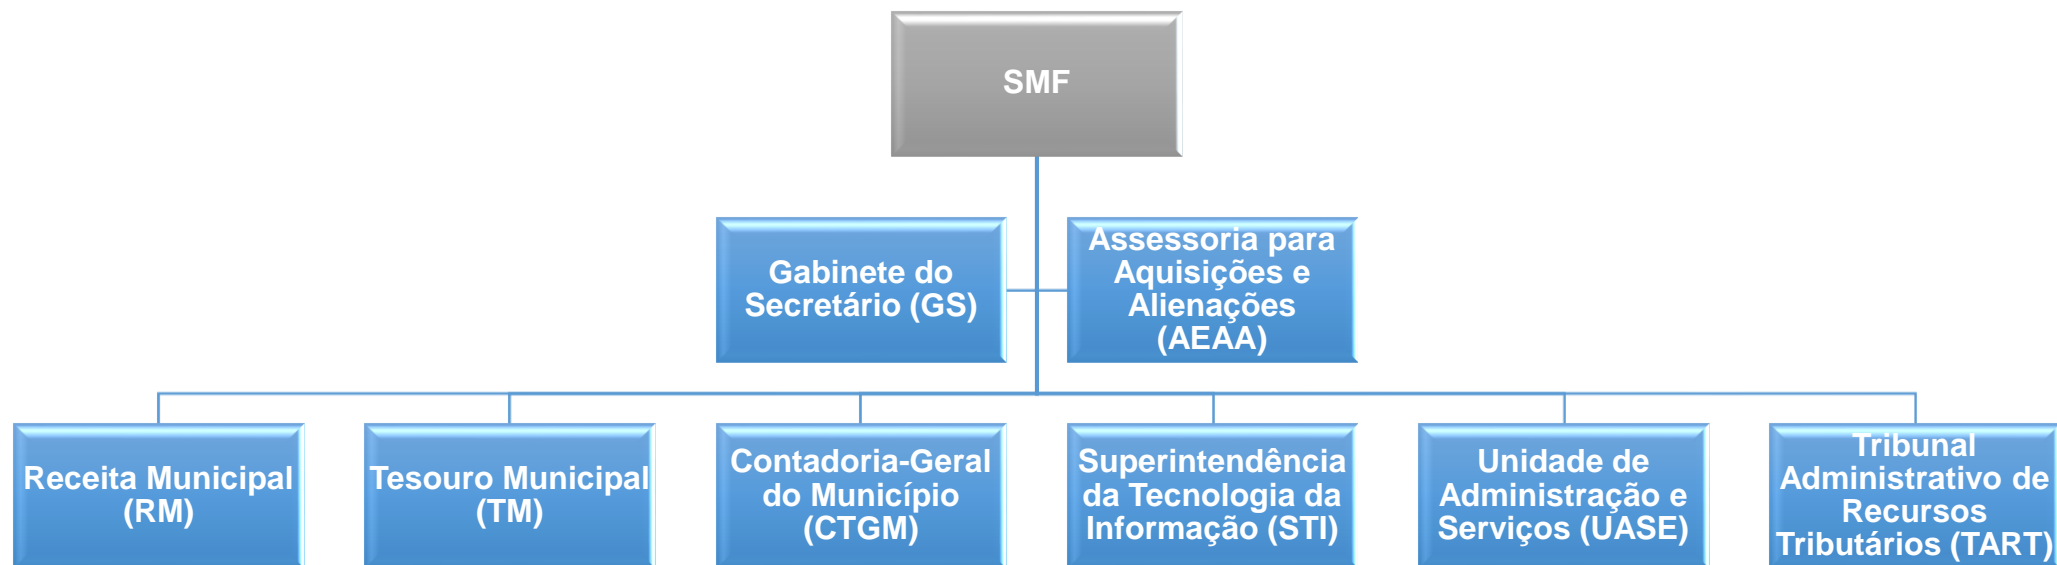 SMF
Gabinete do
Secretário (GS)
Assessoria para
Aquisições e
Alienações
(AEAA)
Receita Municipal
(RM)
Tesouro Municipal
(TM)
Contadoria-Geral
do Município
(CTGM)
Superintendência
da Tecnologia da
Informação (STI)
Unidade de
Administração e
Serviços (UASE)
Tribunal
Administrativo de
Recursos
Tributários (TART)